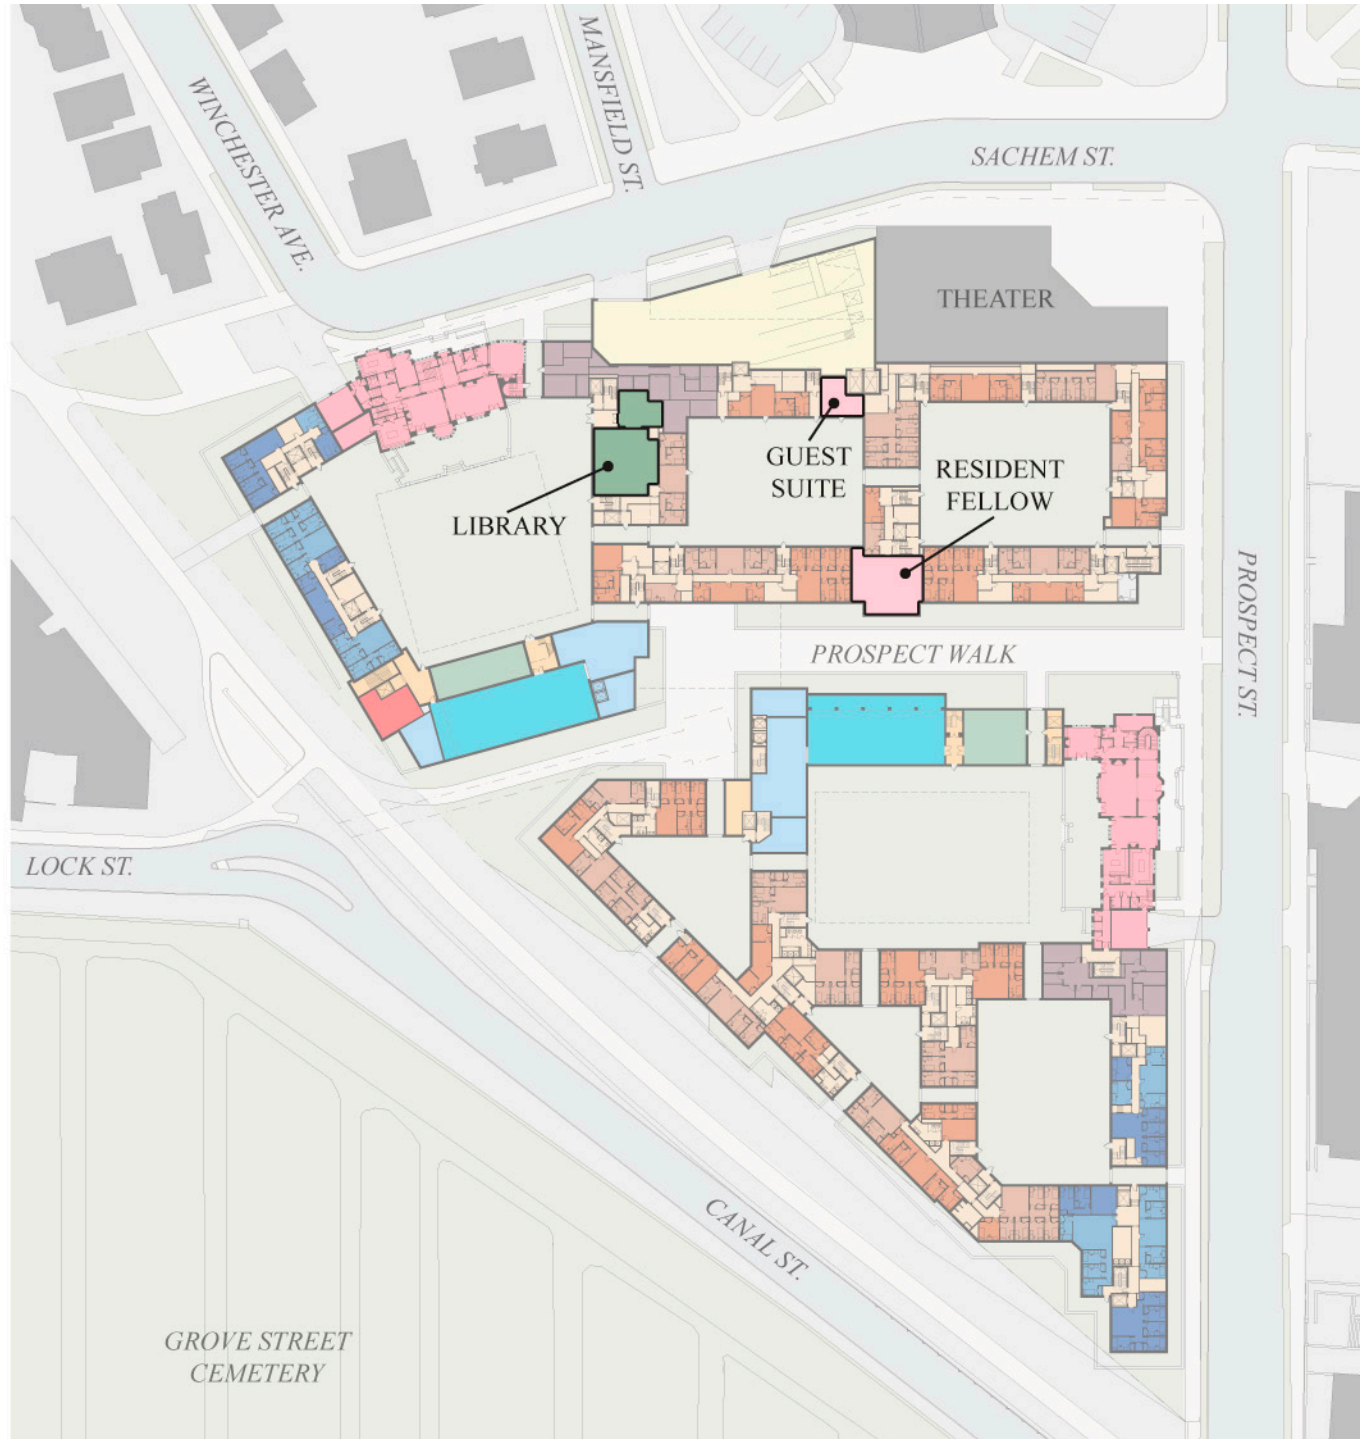 MANSFIELD ST.
WINCHESTER AVE.
SACHEM ST.
THEATER
GUEST
SUITE
RESIDENT
FELLOW
LIBRARY
PROSPECT ST.
PROSPECT WALK
LOCK ST.
CANAL ST.
GROVE STREET
CEMETERY